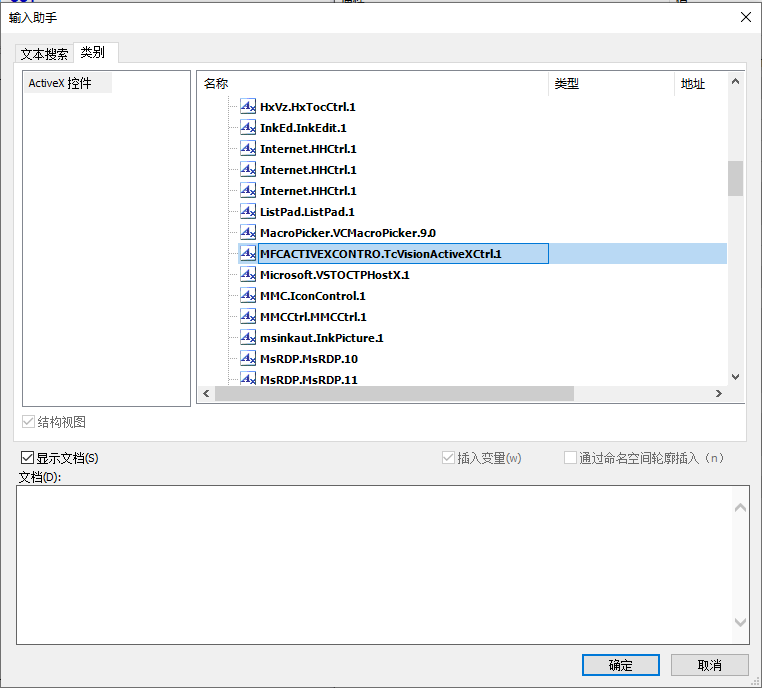 输入助手
文本搜索 类别
ActiveX 控件
名称 类型 地址
HxVz.HxTocCtrl.1
InkEd.InkEdit.1
Internet.HHCtrl.1
Internet.HHCtrl.1
Internet.HHCtrl.1
ListPad.ListPad.1
MacroPicker.VCMacroPicker.9.0
MFCACTIVEXCONTRO.TcVisionActiveXCtrl.1
Microsoft.VSTOCTPHostX.1
MMC.IconControl.1
MMCCtrl.MMCCtrl.1
msinkaut.InkPicture.1
MsRDP.MsRDP.10
MsRDP.MsRDP.11
结构视图
显示文档(S) 插入变量(w) 通过命名空间轮廓插入（n）
文档(D):
确定 取消